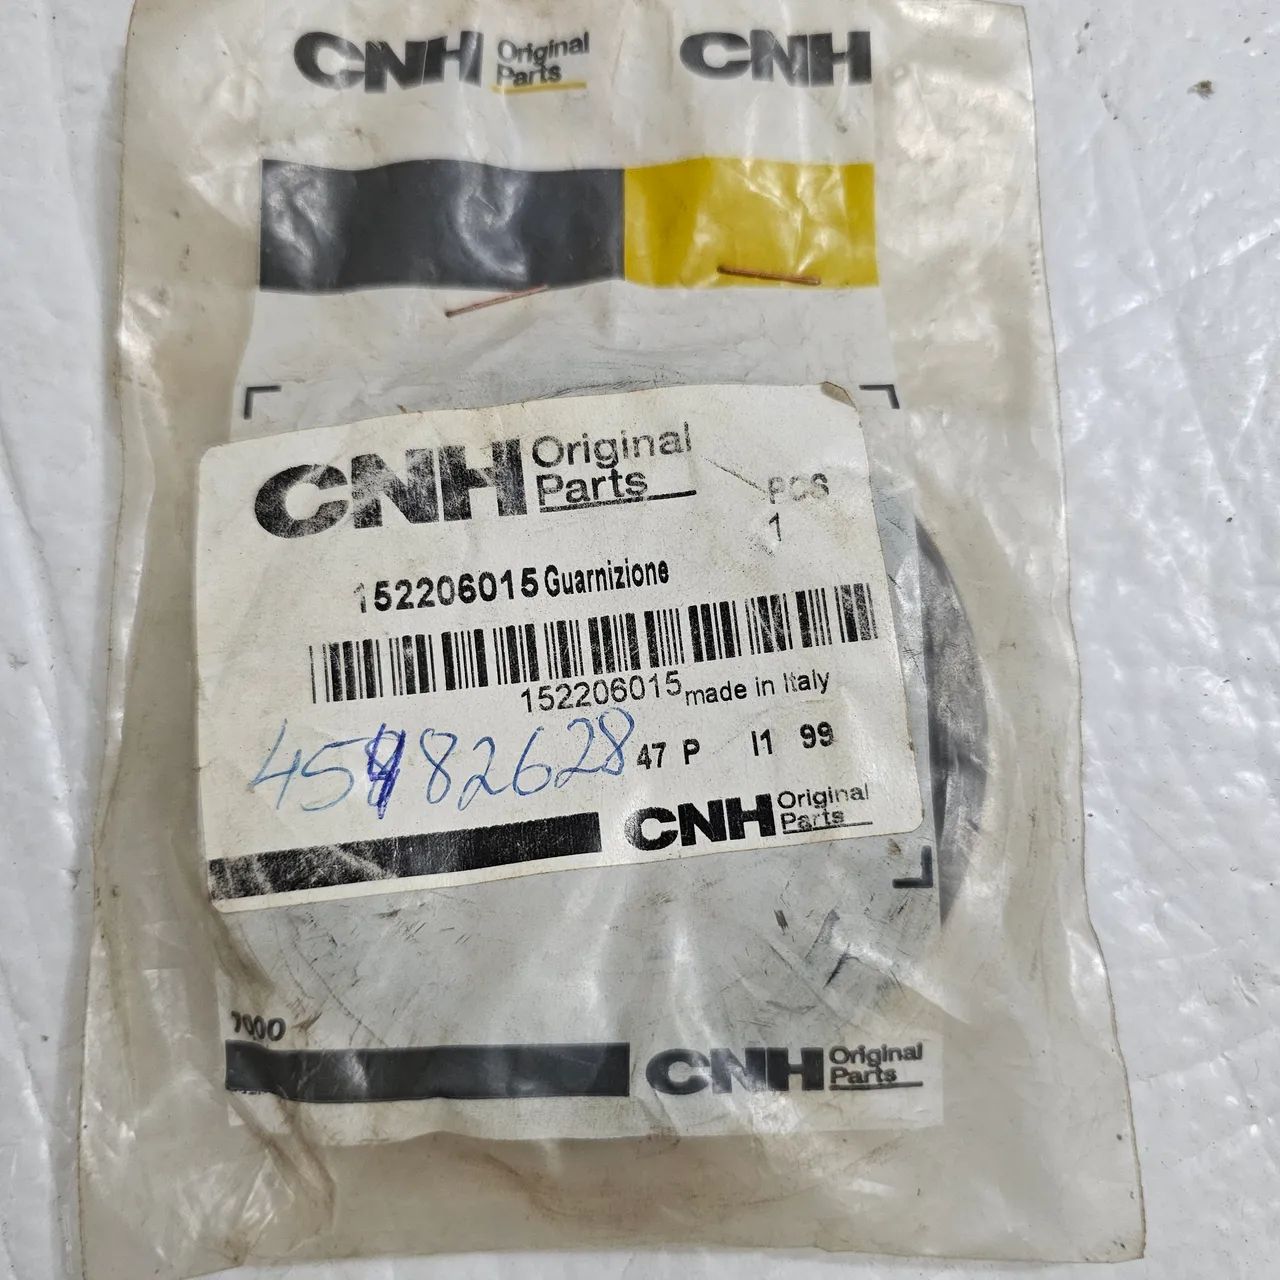 CNH Original Parts CNH
CNH Original Parts
PCS
1
152206015 Guarnizione
152206015 made in Italy
47 P I1 99
CNH Original Parts
CNH Original Parts